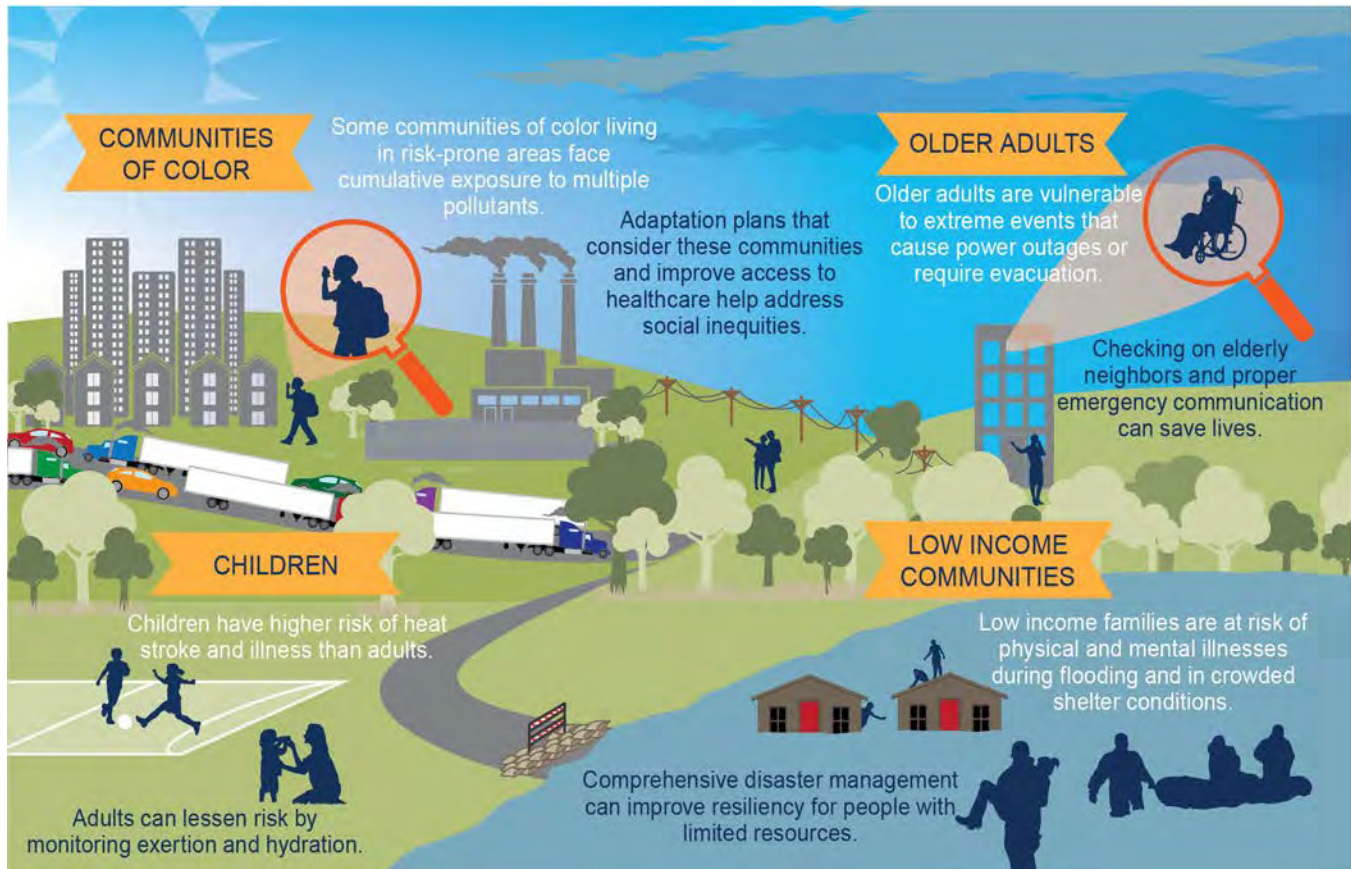 COMMUNITIES
OF COLOR
Some communities of color living
in risk-prone areas face
cumulative exposure to multiple
pollutants.
Adaptation plans that
consider these communities
and improve access to
healthcare help address
social inequities.
OLDER ADULTS
Older adults are vulnerable
to extreme events that
cause power outages or
require evacuation.
Checking on elderly
neighbors and proper
emergency communication
can save lives.
CHILDREN
Children have higher risk of heat
stroke and illness than adults.
Adults can lessen risk by
monitoring exertion and hydration.
LOW INCOME
COMMUNITIES
Low income families are at risk of
physical and mental illnesses
during flooding and in crowded
shelter conditions.
Comprehensive disaster management
can improve resiliency for people with
limited resources.